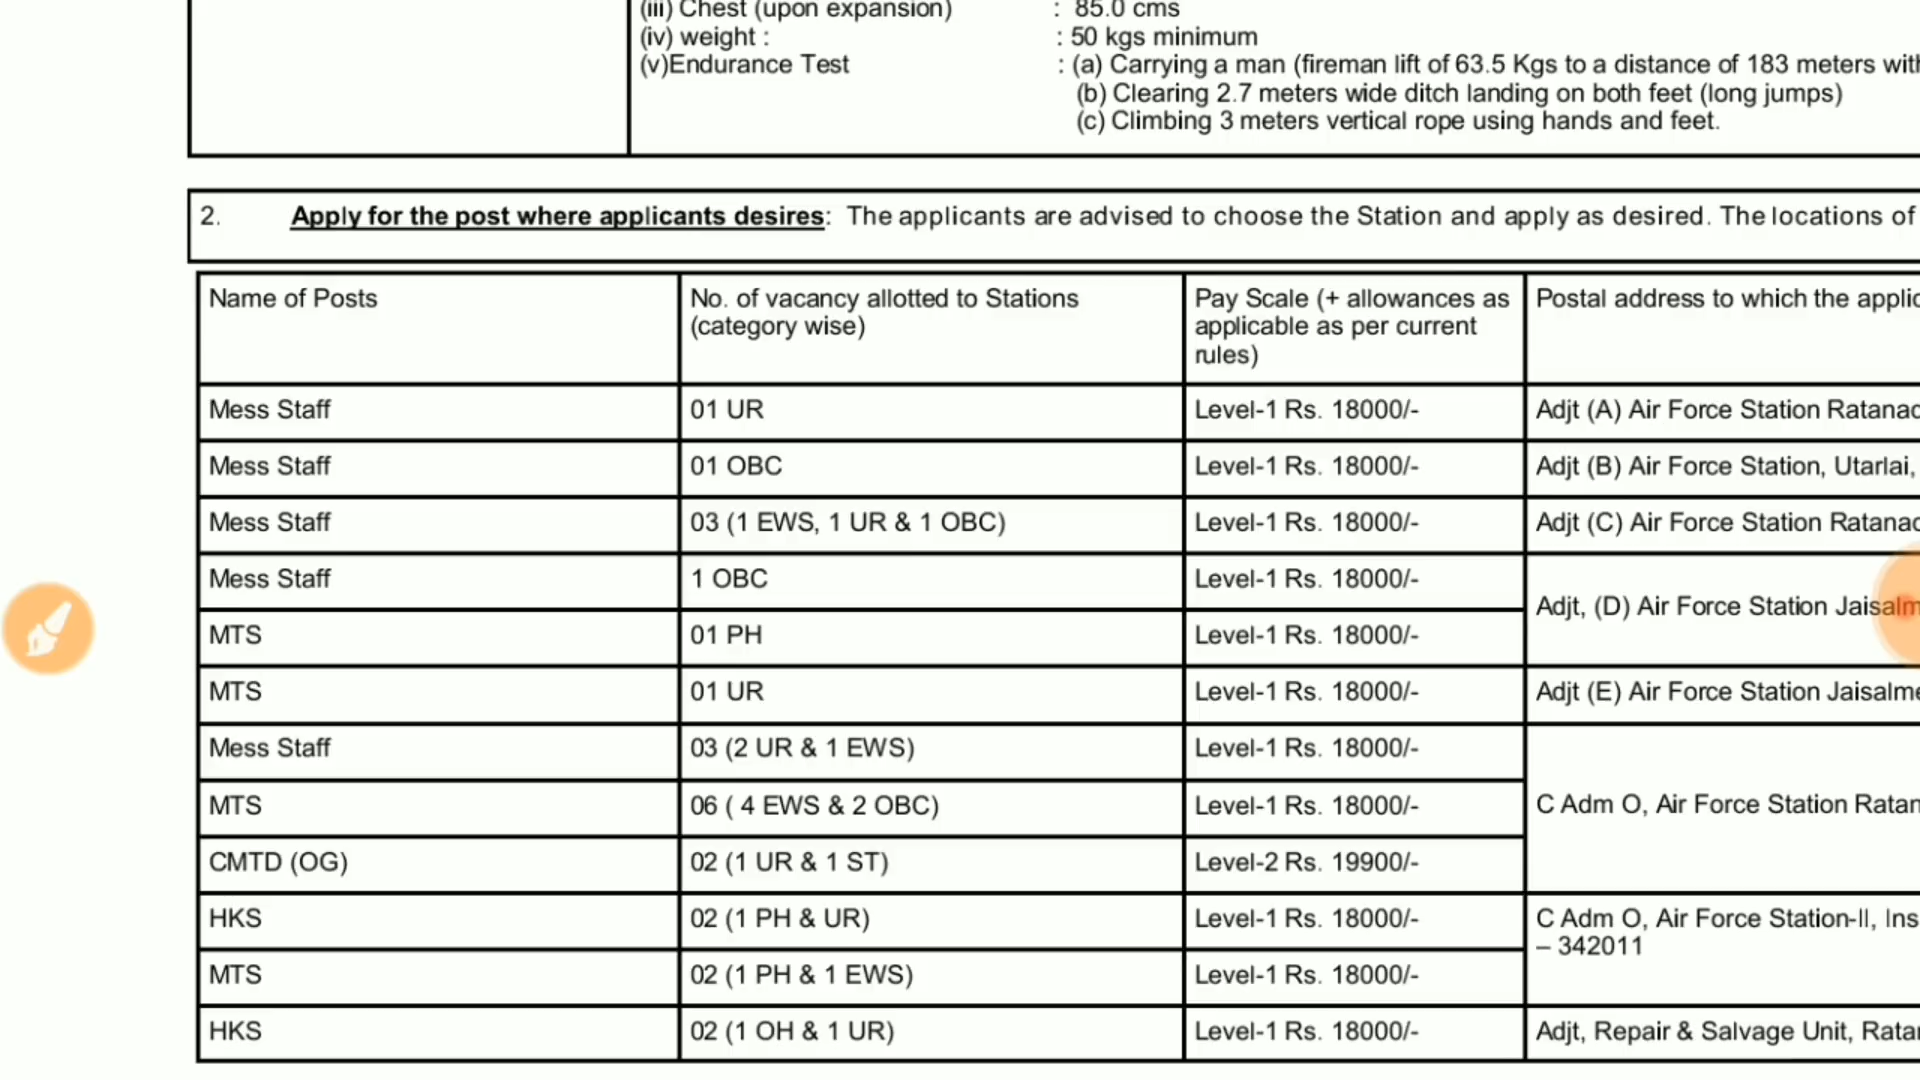 (iii) Chest (upon expansion) : 85.0 cms
(iv) weight : : 50 kgs minimum
(v)Endurance Test : (a) Carrying a man (fireman lift of 63.5 Kgs to a distance of 183 meters
(b) Clearing 2.7 meters wide ditch landing on both feet (long jumps)
(c) Climbing 3 meters vertical rope using hands and feet.
2. Apply for the post where applicants desires: The applicants are advised to choose the Station and apply as desired. The locations of
Name of Posts
No. of vacancy allotted to Stations
(category wise)
Pay Scale (+ allowances as
applicable as per current
rules)
Postal address to which the
Mess Staff 01 UR Level-1 Rs. 18000/- Adjt (A) Air Force Station
Mess Staff 01 OBC Level-1 Rs. 18000/- Adjt (B) Air Force Station, Utarlai,
Mess Staff 03 (1 EWS, 1 UR & 1 OBC) Level-1 Rs. 18000/- Adjt (C) Air Force Station
Mess Staff 1 OBC Level-1 Rs. 18000/-
Adjt, (D) Air Force Station
MTS 01 PH Level-1 Rs. 18000/-
MTS 01 UR Level-1 Rs. 18000/- Adjt (E) Air Force Station
Mess Staff 03 (2 UR & 1 EWS) Level-1 Rs. 18000/-
MTS 06 ( 4 EWS & 2 OBC) Level-1 Rs. 18000/- C Adm O, Air Force Station
CMTD (OG) 02 (1 UR & 1 ST) Level-2 Rs. 19900/-
HKS 02 (1 PH & UR) Level-1 Rs. 18000/- C Adm O, Air Force Station-II,
– 342011
MTS 02 (1 PH & 1 EWS) Level-1 Rs. 18000/-
HKS 02 (1 OH & 1 UR) Level-1 Rs. 18000/- Adjt, Repair & Salvage Unit,